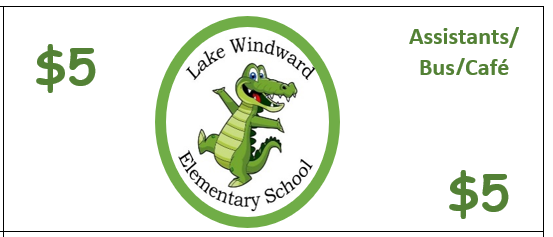 $5
Lake Windward
Elementary School
Assistants/
Bus/Café
$5